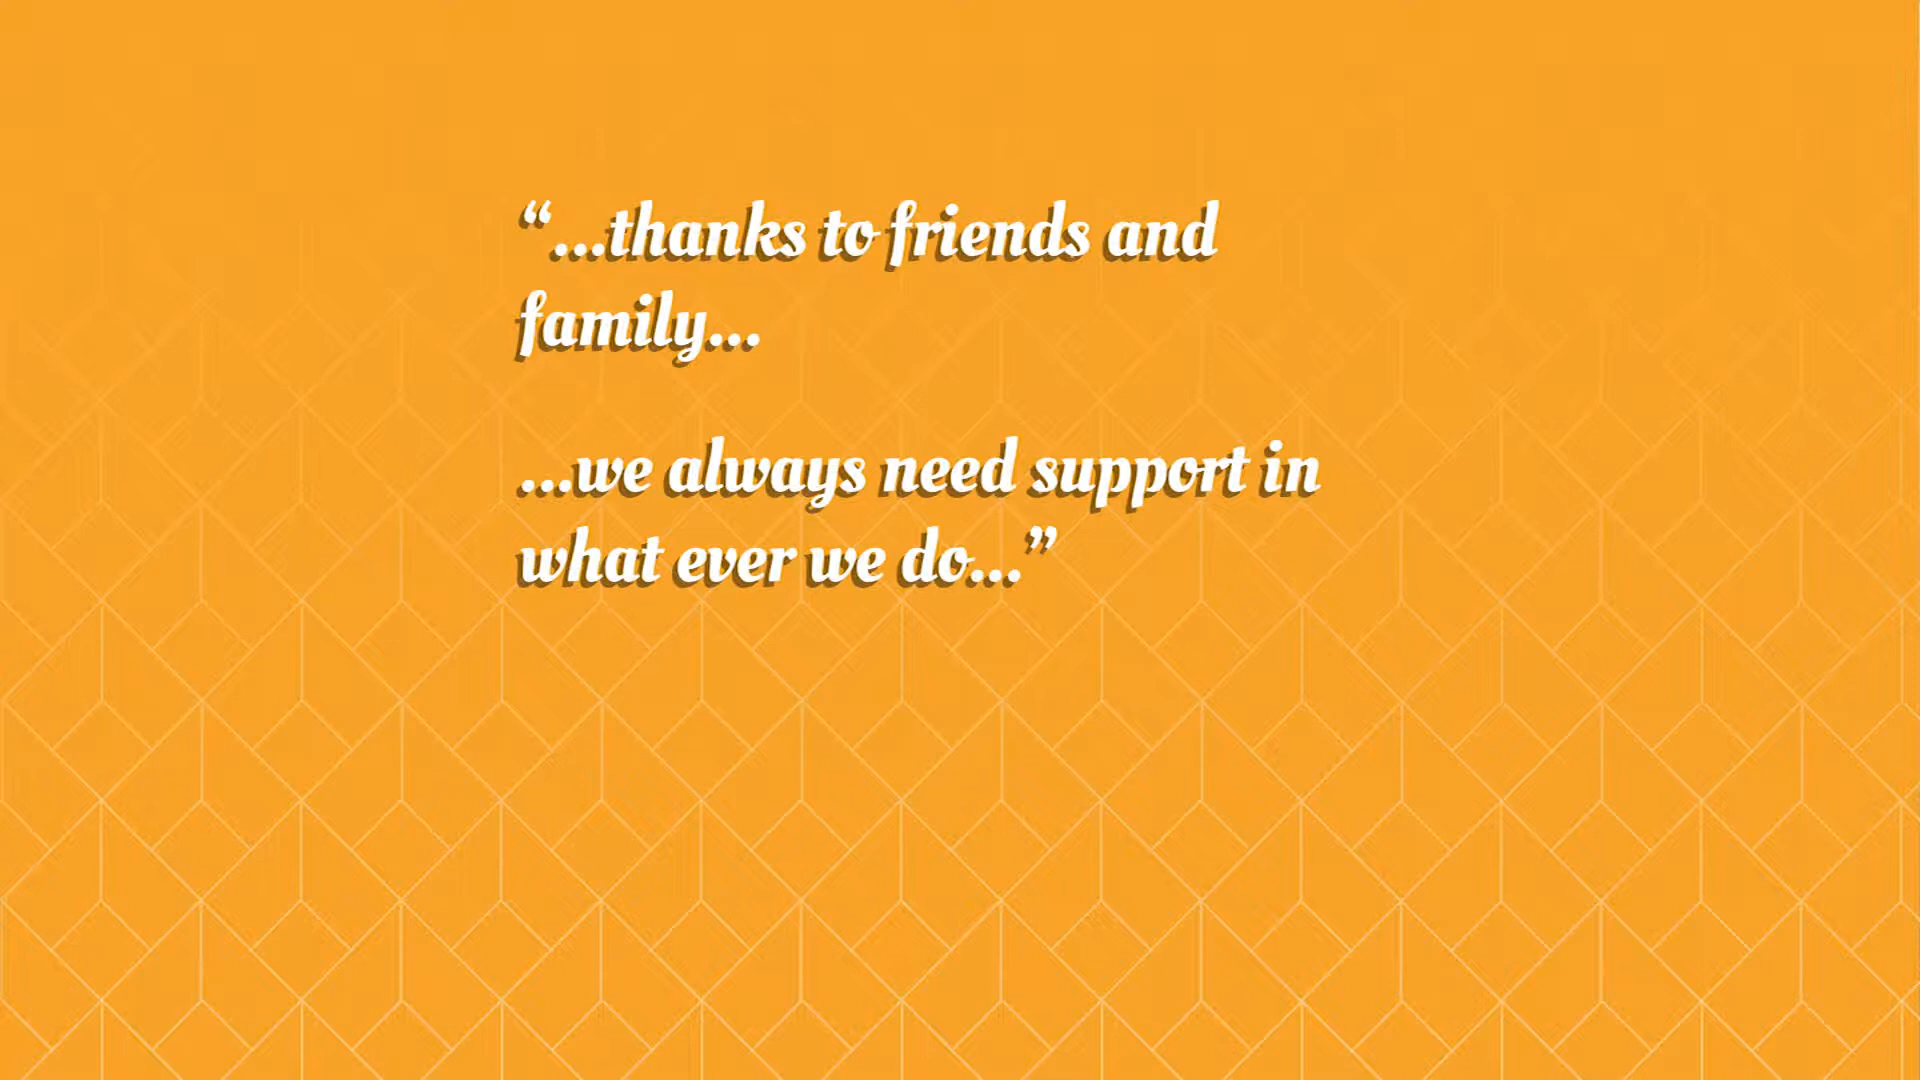 “...thanks to friends and
family...
...we always need support in
what ever we do...”